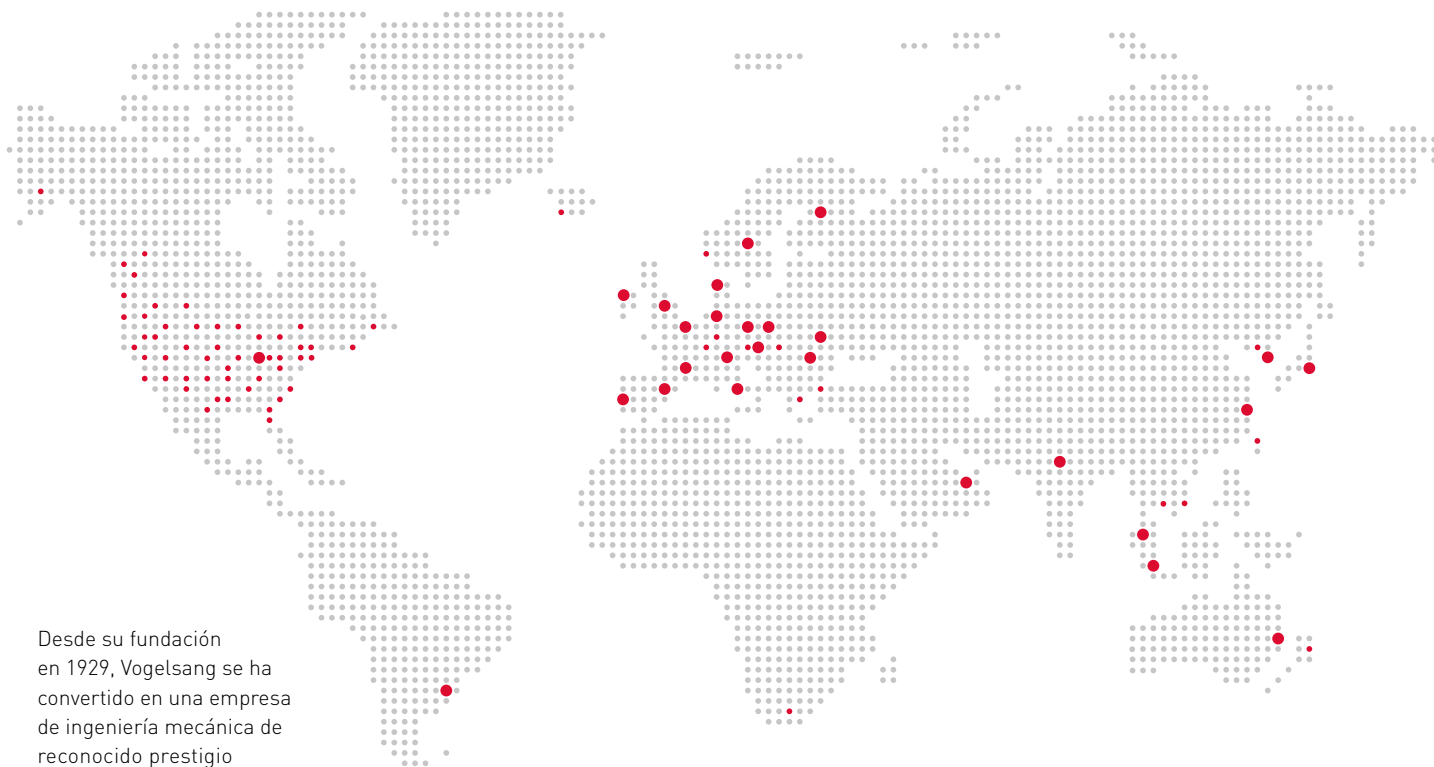 Desde su fundación
en 1929, Vogelsang se ha
convertido en una empresa
de ingeniería mecánica de
reconocido prestigio